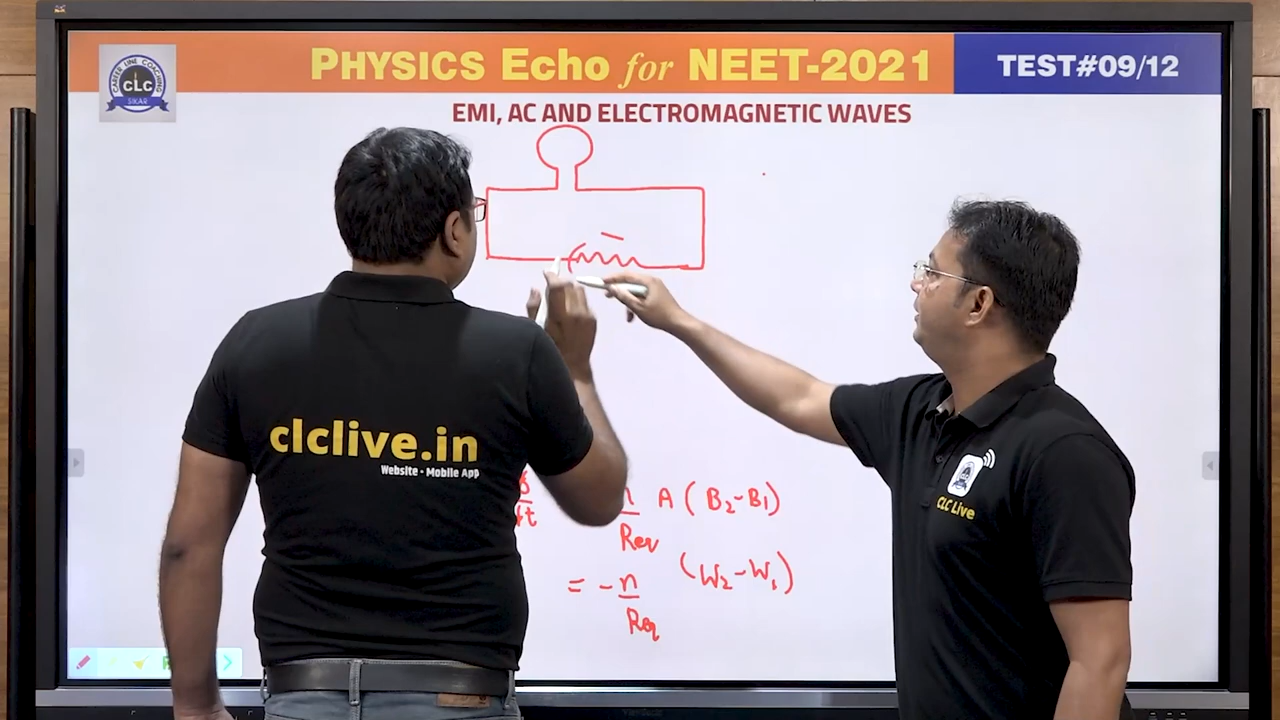 PHYSICS Echo for NEET-2021
TEST#09/12
CAREER LINE COACHING
CLC
SIKAR
EMI, AC AND ELECTROMAGNETIC WAVES
clclive.in
Website - Mobile App
CLC Live
A (B₂-B₁)
Req
= -n (W₂-W₁)
Req